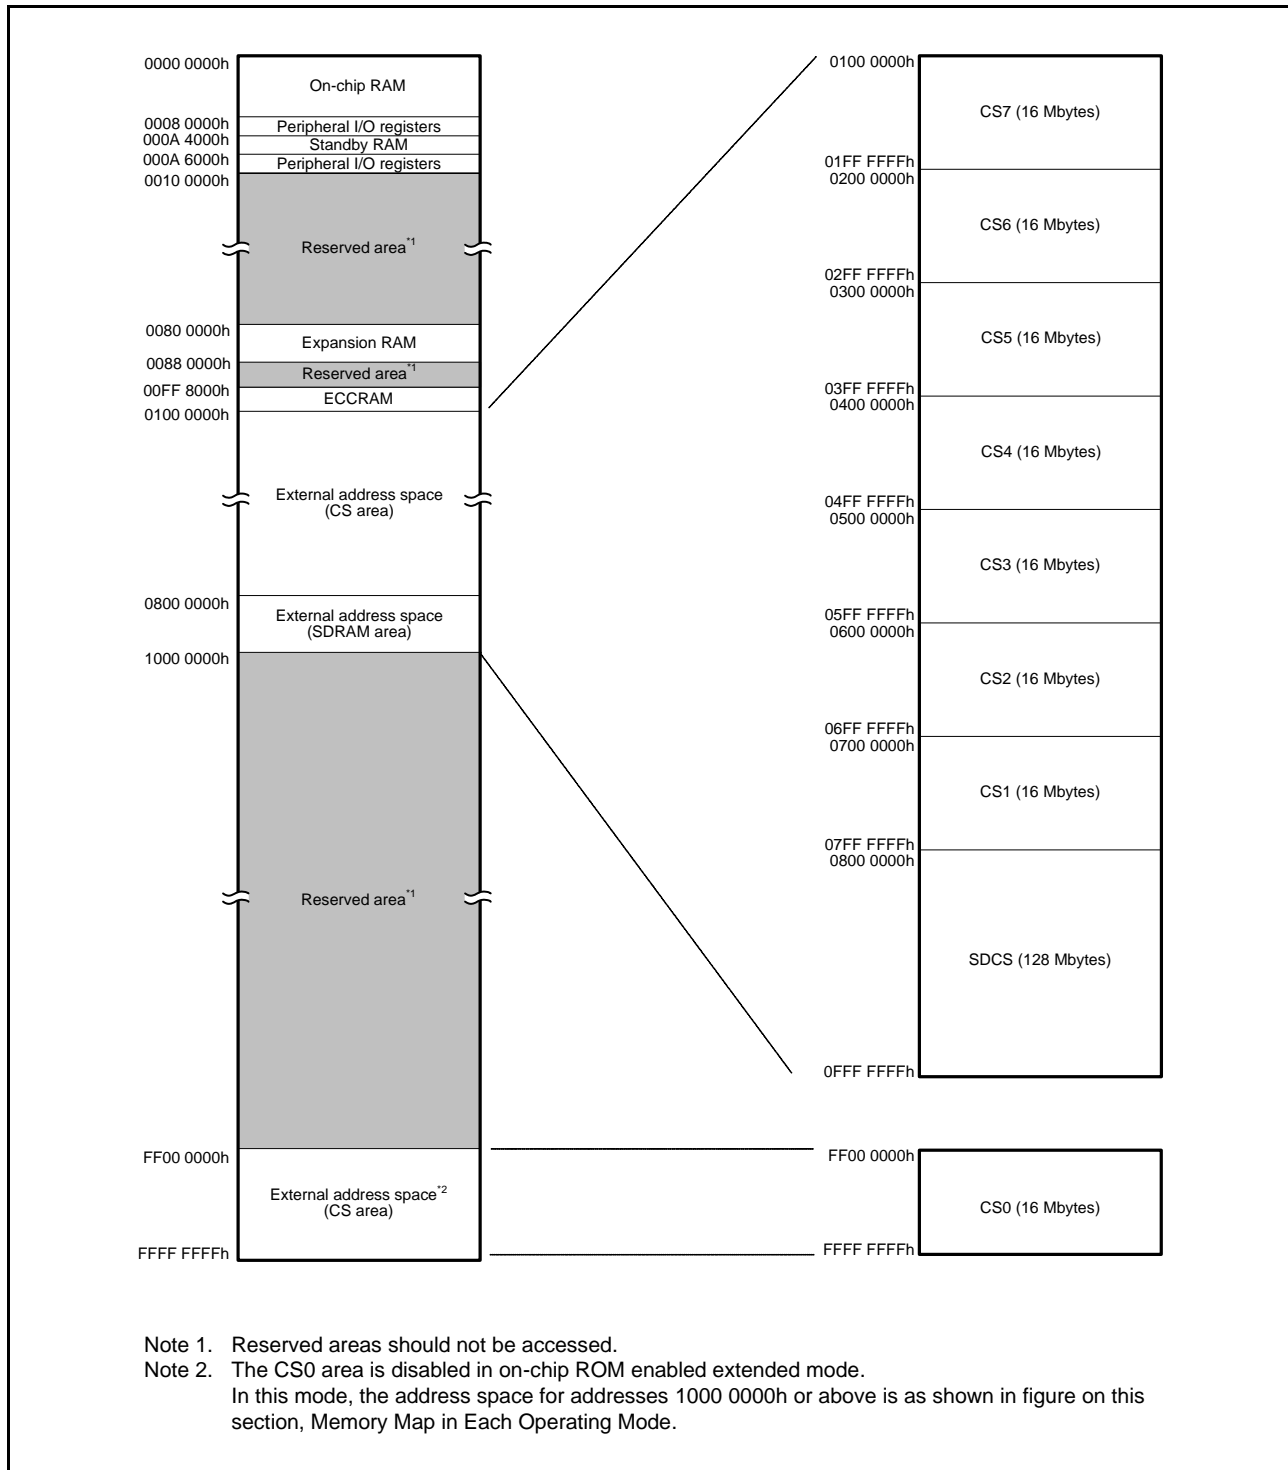 0000 0000h
On-chip RAM
0008 0000h
Peripheral I/O registers
000A 4000h
Standby RAM
000A 6000h
Peripheral I/O registers
0010 0000h
Reserved area*1
0080 0000h
Expansion RAM
0088 0000h
Reserved area*1
00FF 8000h
ECCRAM
0100 0000h
External address space
(CS area)
0800 0000h
External address space
(SDRAM area)
1000 0000h
Reserved area*1
FF00 0000h
External address space*2
(CS area)
FFFF FFFFh
0100 0000h
CS7 (16 Mbytes)
01FF FFFFh
0200 0000h
CS6 (16 Mbytes)
02FF FFFFh
0300 0000h
CS5 (16 Mbytes)
03FF FFFFh
0400 0000h
CS4 (16 Mbytes)
04FF FFFFh
0500 0000h
CS3 (16 Mbytes)
05FF FFFFh
0600 0000h
CS2 (16 Mbytes)
06FF FFFFh
0700 0000h
CS1 (16 Mbytes)
07FF FFFFh
0800 0000h
SDCS (128 Mbytes)
0FFF FFFFh
FF00 0000h
CS0 (16 Mbytes)
FFFF FFFFh
Note 1. Reserved areas should not be accessed.
Note 2. The CS0 area is disabled in on-chip ROM enabled extended mode.
In this mode, the address space for addresses 1000 0000h or above is as shown in figure on this
section, Memory Map in Each Operating Mode.